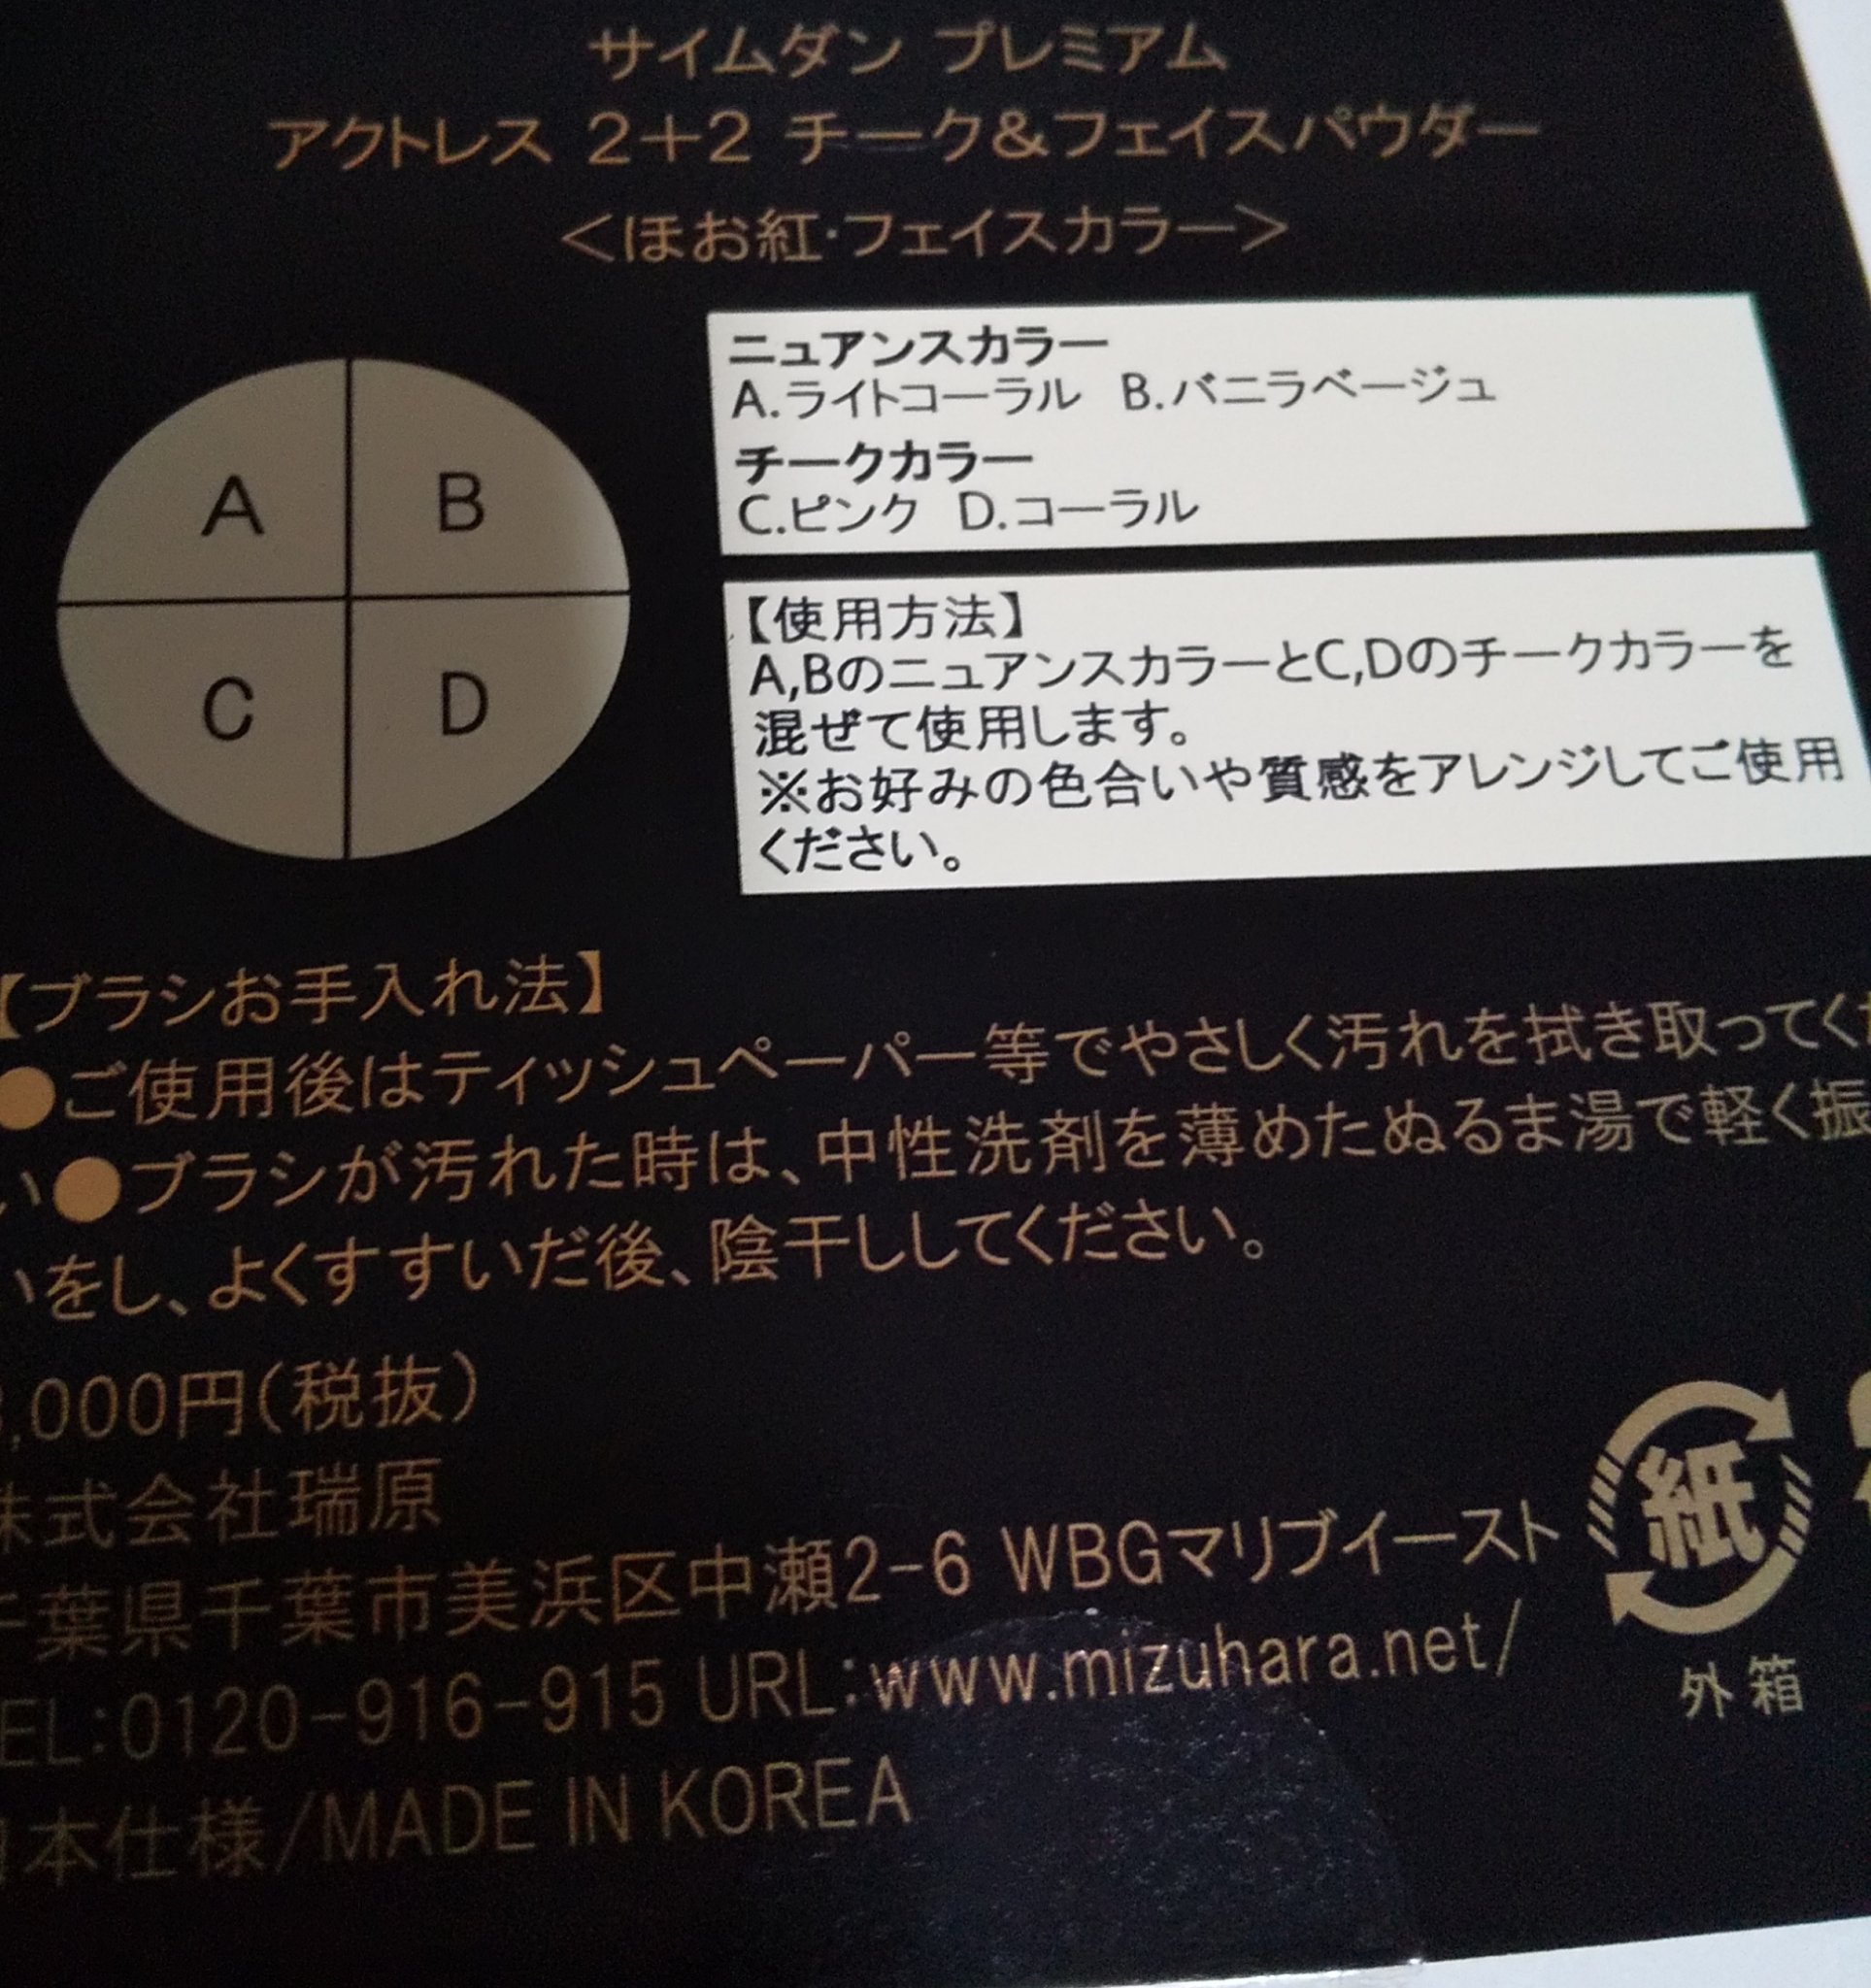 サイムダン プレミアム
アクトレス 2+2 チーク&フェイスパウダー
<ほお紅・フェイスカラー>
A B
C D
ニュアンスカラー
A.ライトコーラル B.バニラベージュ
チークカラー
C.ピンク D.コーラル
【使用方法】
A,BのニュアンスカラーとC,Dのチークカラーを
混ぜて使用します。
※お好みの色合いや質感をアレンジしてご使用
ください。
【ブラシお手入れ法】
●ご使用後はティッシュペーパー等でやさしく汚れを拭き取ってくだ
い●ブラシが汚れた時は、中性洗剤を薄めたぬるま湯で軽く振
いをし、よくすすいだ後、陰干ししてください。
,000円(税抜)
株式会社瑞原
千葉県千葉市美浜区中瀬2-6 WBGマリブイースト
EL:0120-916-915 URL:www.mizuhara.net/
日本仕様/MADE IN KOREA
紙
外箱